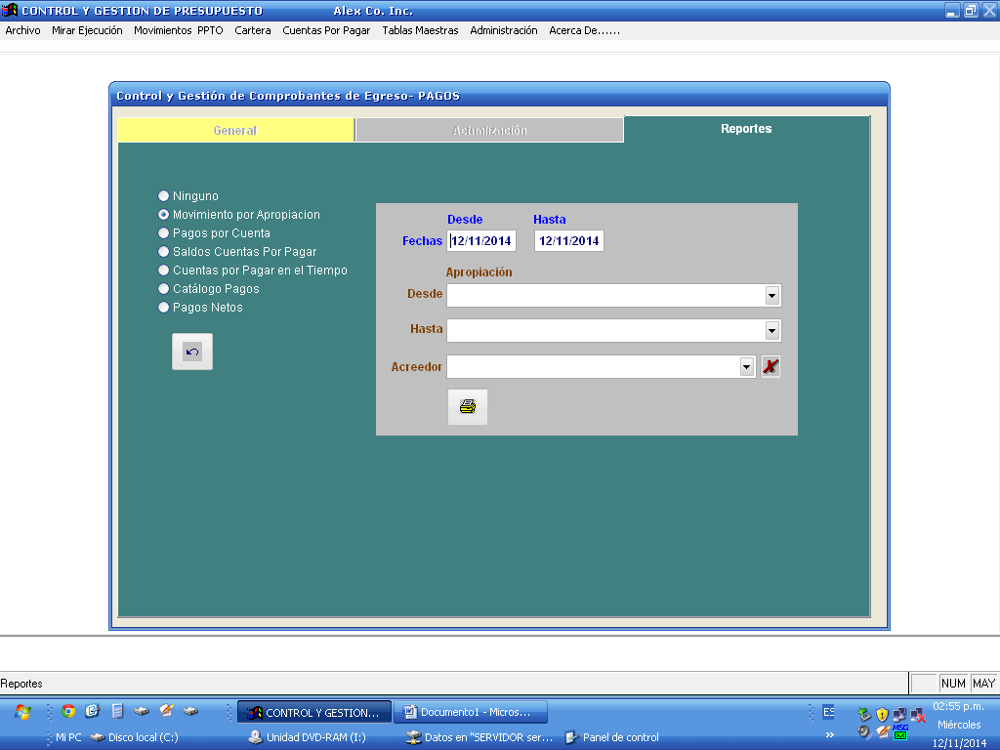 CONTROL Y GESTION DE PRESUPUESTO Alex Co. Inc.
Archivo Mirar Ejecución Movimientos PPTO Cartera Cuentas Por Pagar Tablas Maestras Administración Acerca De......
Control y Gestión de Comprobantes de Egreso- PAGOS
General Actualización Reportes
Ninguno
Movimiento por Apropiacion
Pagos por Cuenta
Saldos Cuentas Por Pagar
Cuentas por Pagar en el Tiempo
Catálogo Pagos
Pagos Netos
Desde Hasta
Fechas 12/11/2014 12/11/2014
Apropiación
Desde
Hasta
Acreedor
Reportes
NUM MAY
CONTROL Y GESTION... Documento1 - Micros... ES
02:55 p.m.
Miércoles
12/11/2014
Mi PC Disco local (C:) Unidad DVD-RAM (I:) Datos en "SERVIDOR ser... Panel de control
MSG